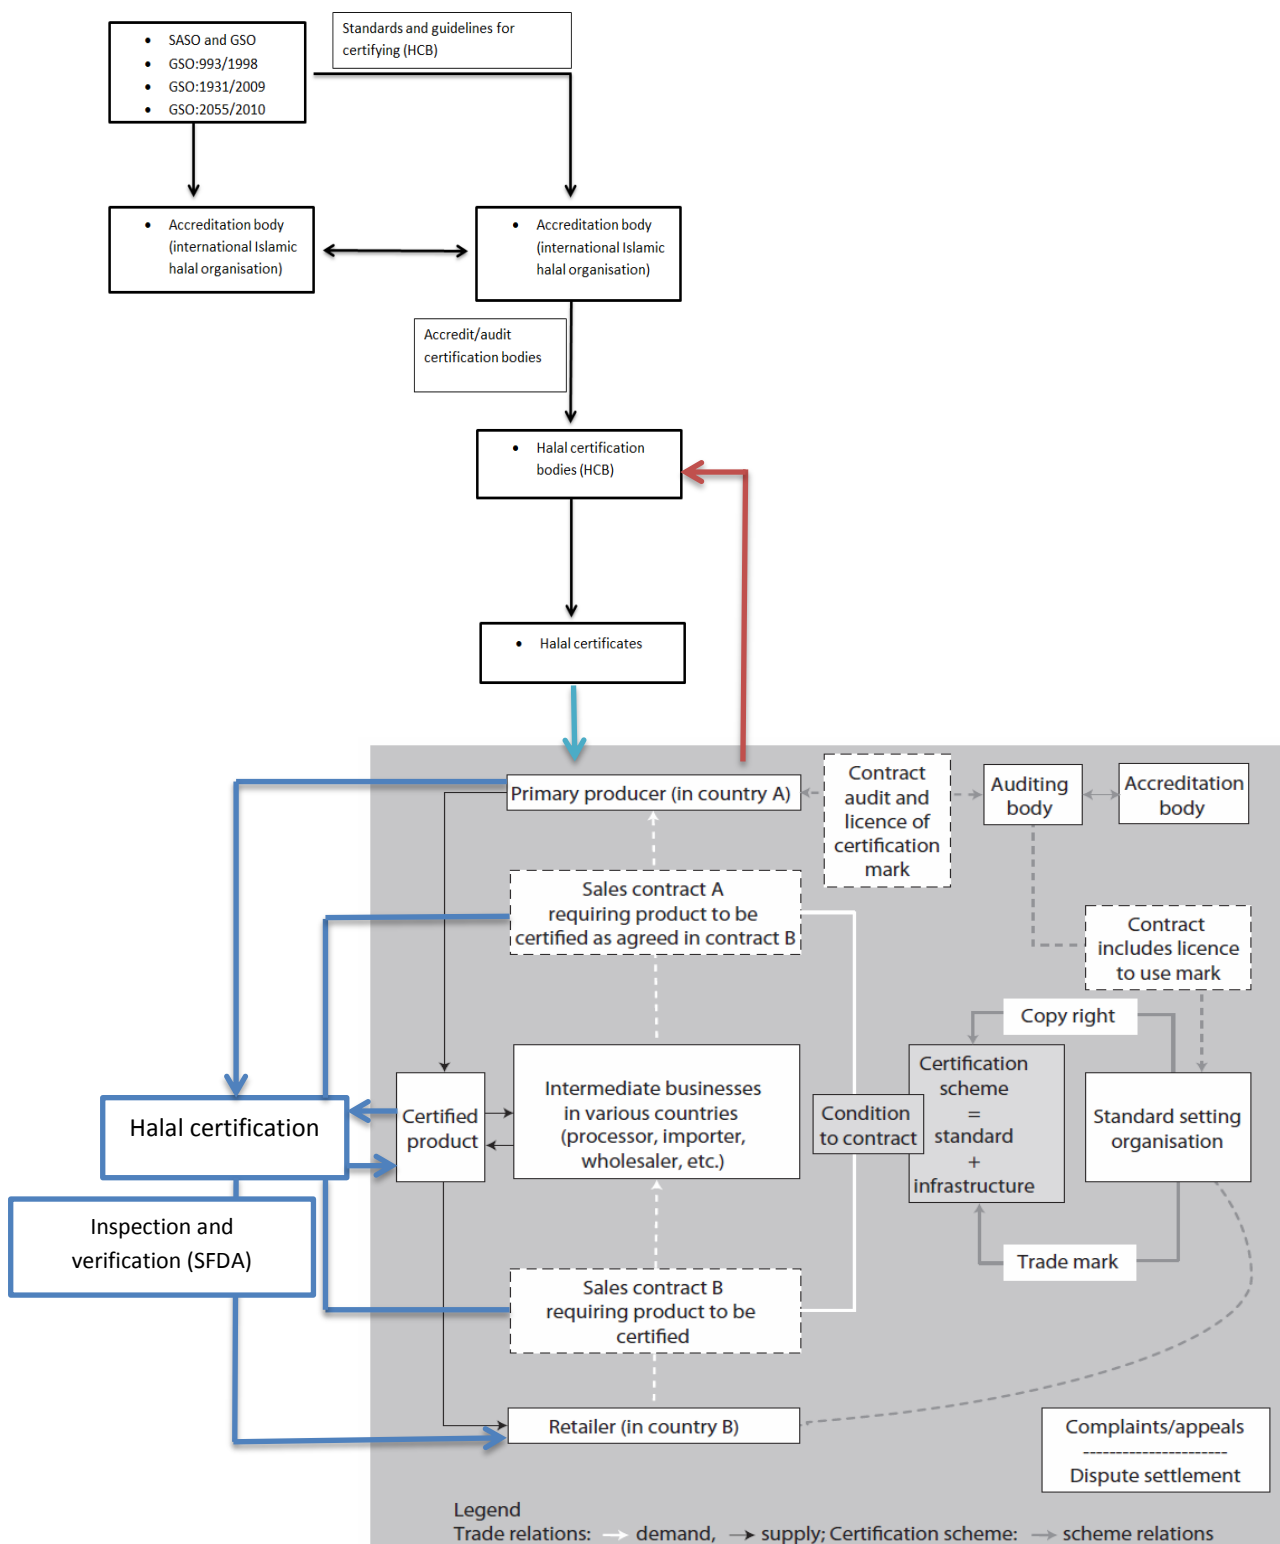 • SASO and GSO
• GSO:993/1998
• GSO:1931/2009
• GSO:2055/2010
Standards and guidelines for
certifying (HCB)
• Accreditation body
(international Islamic
halal organisation)
• Accreditation body
(international Islamic
halal organisation)
Accredit/audit
certification bodies
• Halal certification
bodies (HCB)
• Halal certificates
Primary producer (in country A)
Contract
audit and
licence of
certification
mark
Auditing
body
Accreditation
body
Sales contract A
requiring product to be
certified as agreed in contract B
Contract
includes licence
to use mark
Copy right
Halal certification
Certified
product
Intermediate businesses
in various countries
(processor, importer,
wholesaler, etc.)
Condition
to contract
Certification
scheme
=
standard
+
infrastructure
Standard setting
organisation
Inspection and
verification (SFDA)
Trade mark
Sales contract B
requiring product to be
certified
Retailer (in country B)
Complaints/appeals
----------------------
Dispute settlement
Legend
Trade relations: → demand, → supply; Certification scheme: → scheme relations